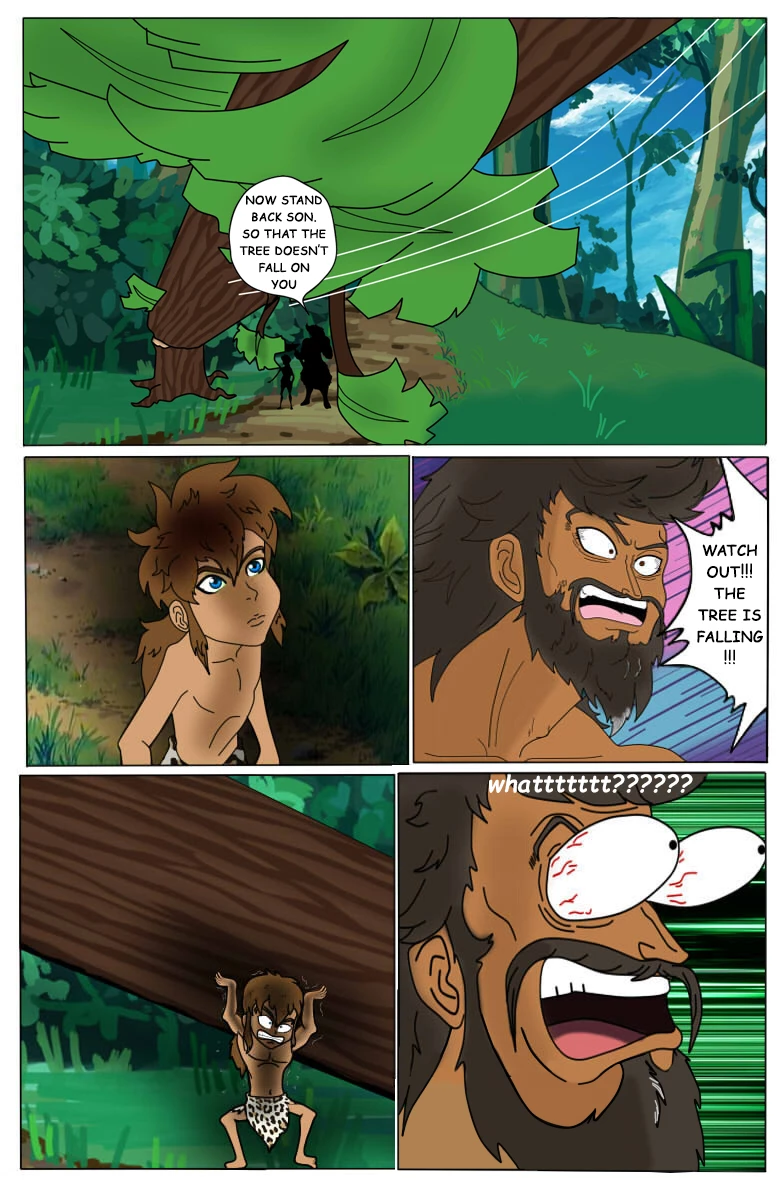 NOW STAND
BACK SON.
SO THAT THE
TREE DOESN'T
FALL ON
YOU
WATCH
OUT!!!
THE
TREE IS
FALLING
!!!
whattttttt??????